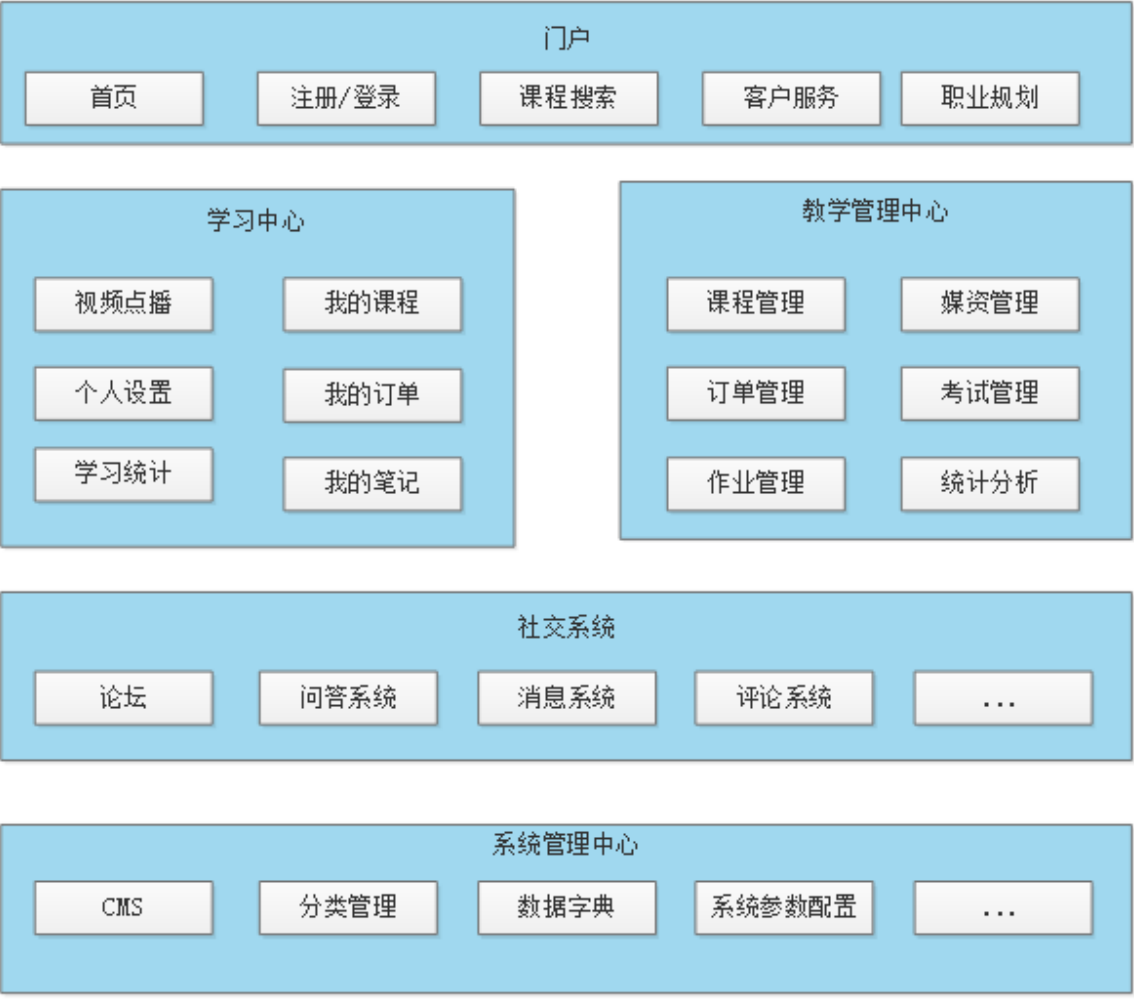 门户
首页 注册/登录 课程搜索 客户服务 职业规划
学习中心
视频点播 我的课程
个人设置 我的订单
学习统计 我的笔记
教学管理中心
课程管理 媒资管理
订单管理 考试管理
作业管理 统计分析
社交系统
论坛 问答系统 消息系统 评论系统 ...
系统管理中心
CMS 分类管理 数据字典 系统参数配置 ...